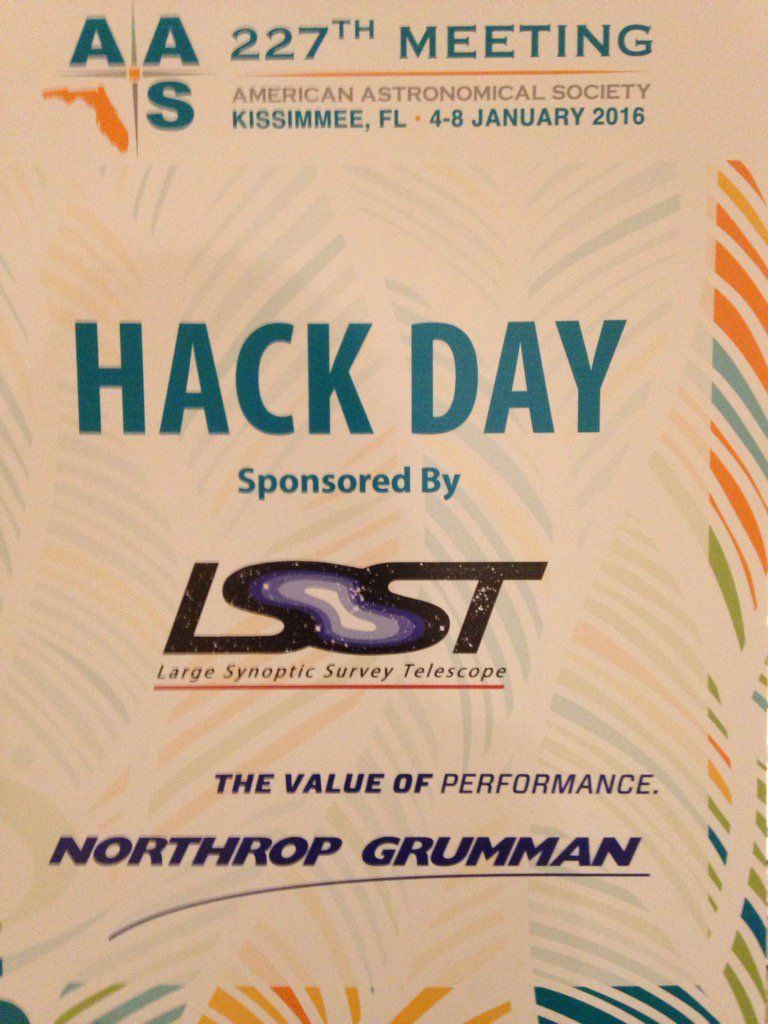 AAS
227TH MEETING
AMERICAN ASTRONOMICAL SOCIETY
KISSIMMEE, FL • 4-8 JANUARY 2016
HACK DAY
Sponsored By
LSST
Large Synoptic Survey Telescope
THE VALUE OF PERFORMANCE.
NORTHROP GRUMMAN